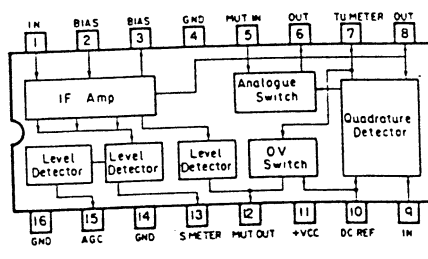 IN BIAS BIAS GND MUT IN OUT TU METER OUT
1 2 3 4 5 6 7 8
IF Amp
Analogue
Switch
Quadrature
Detector
Level
Detector
Level
Detector
Level
Detector
OV
Switch
16 15 14 13 12 11 10 9
GND AGC GND S METER MUT OUT +VCC DC REF IN